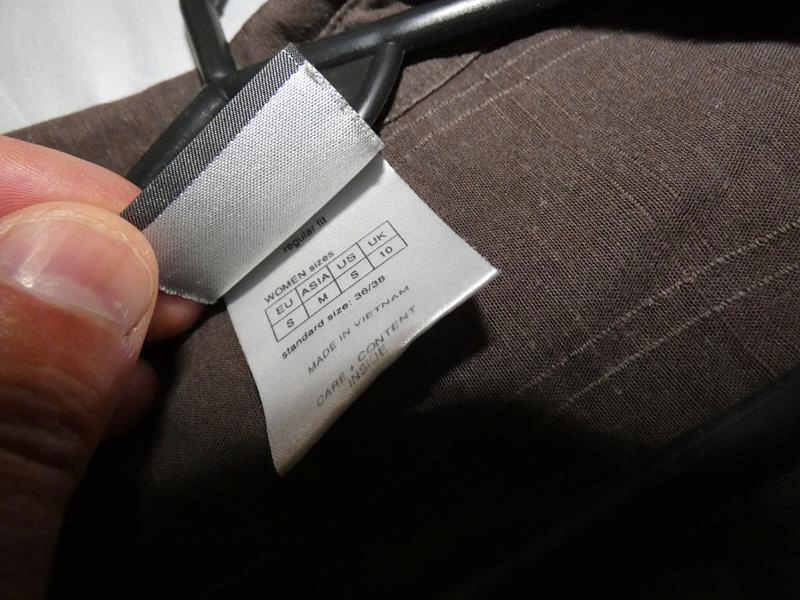 regular fit
WOMEN sizes
EU ASIA US UK
S M S 10
standard size: 36/38
MADE IN VIETNAM
CARE + CONTENT
INSIDE